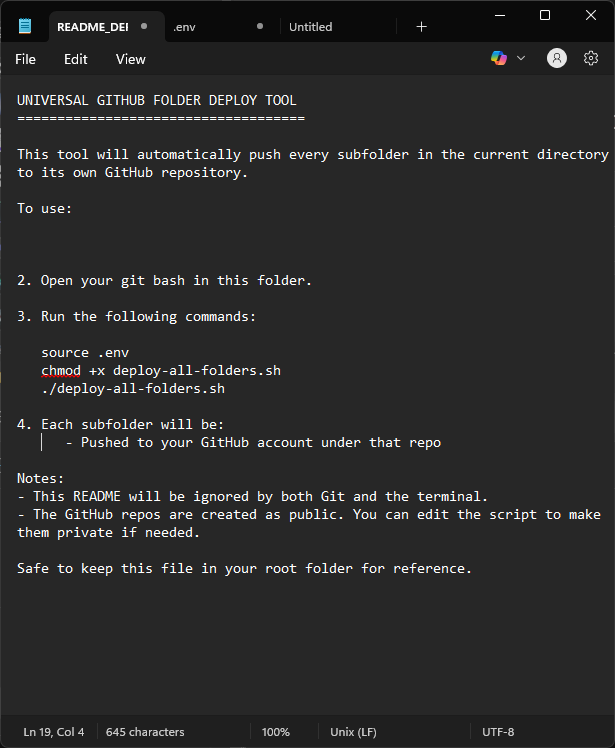 README_DEI
.env
Untitled
File
Edit
View
UNIVERSAL GITHUB FOLDER DEPLOY TOOL
====================================
This tool will automatically push every subfolder in the current directory
to its own GitHub repository.
To use:
2. Open your git bash in this folder.
3. Run the following commands:
source .env
chmod +x deploy-all-folders.sh
./deploy-all-folders.sh
4. Each subfolder will be:
- Pushed to your GitHub account under that repo
Notes:
- This README will be ignored by both Git and the terminal.
- The GitHub repos are created as public. You can edit the script to make
them private if needed.
Safe to keep this file in your root folder for reference.
Ln 19, Col 4
645 characters
100%
Unix (LF)
UTF-8